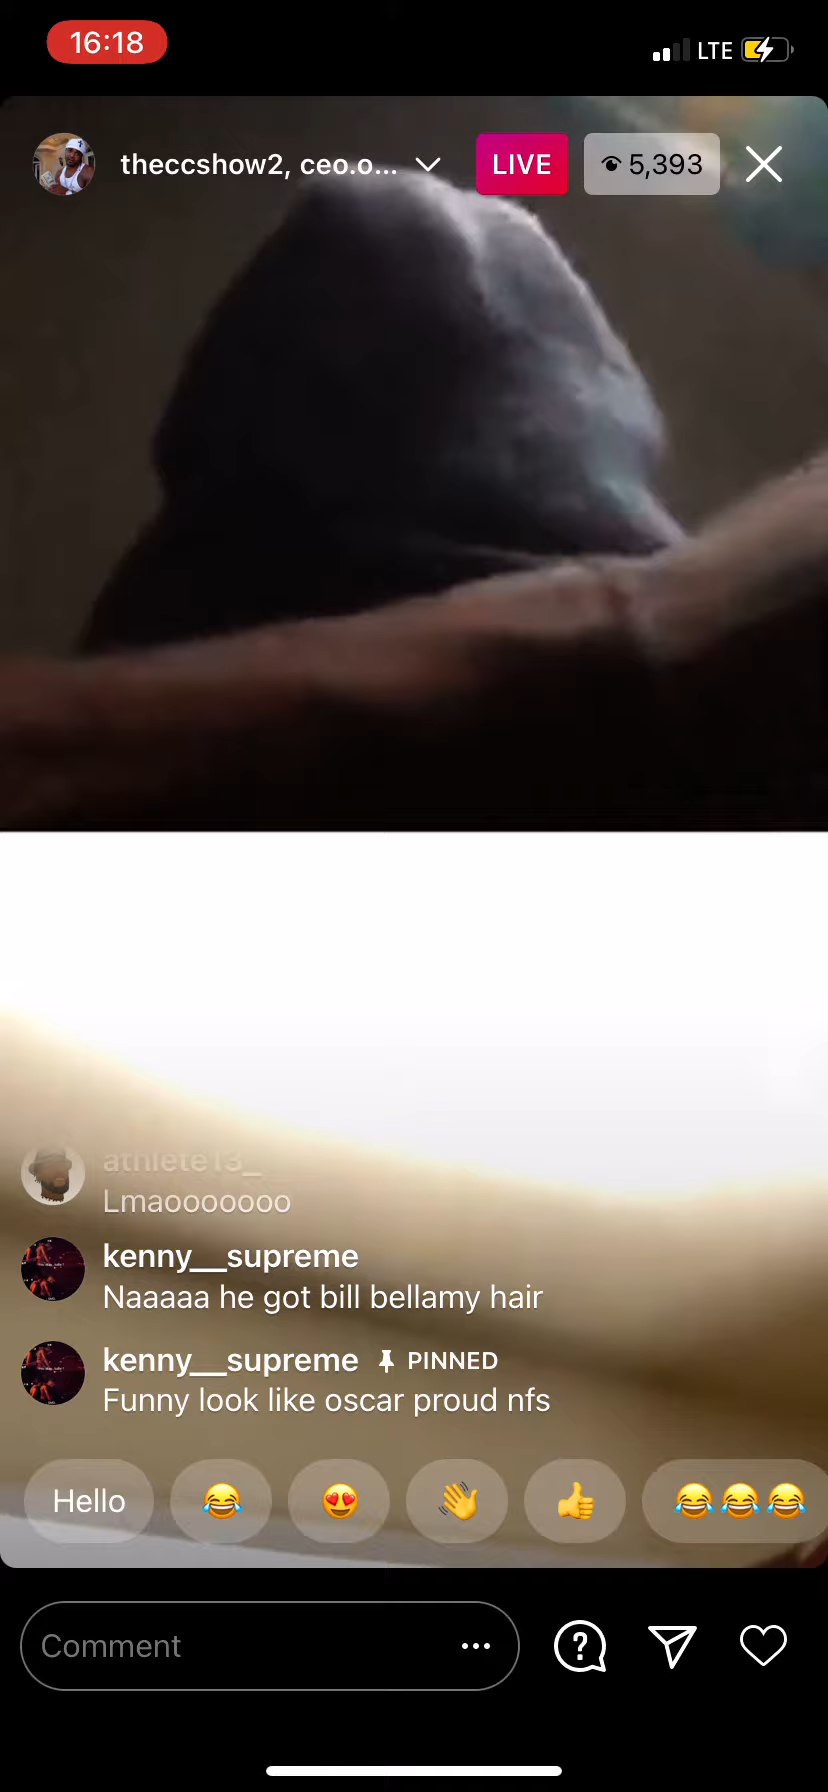 16:18
LTE
theccshow2, ceo.o...
LIVE
5,393
athlete13_
Lmaooooooo
kenny__supreme
Naaaaa he got bill bellamy hair
kenny__supreme PINNED
Funny look like oscar proud nfs
Hello
Comment